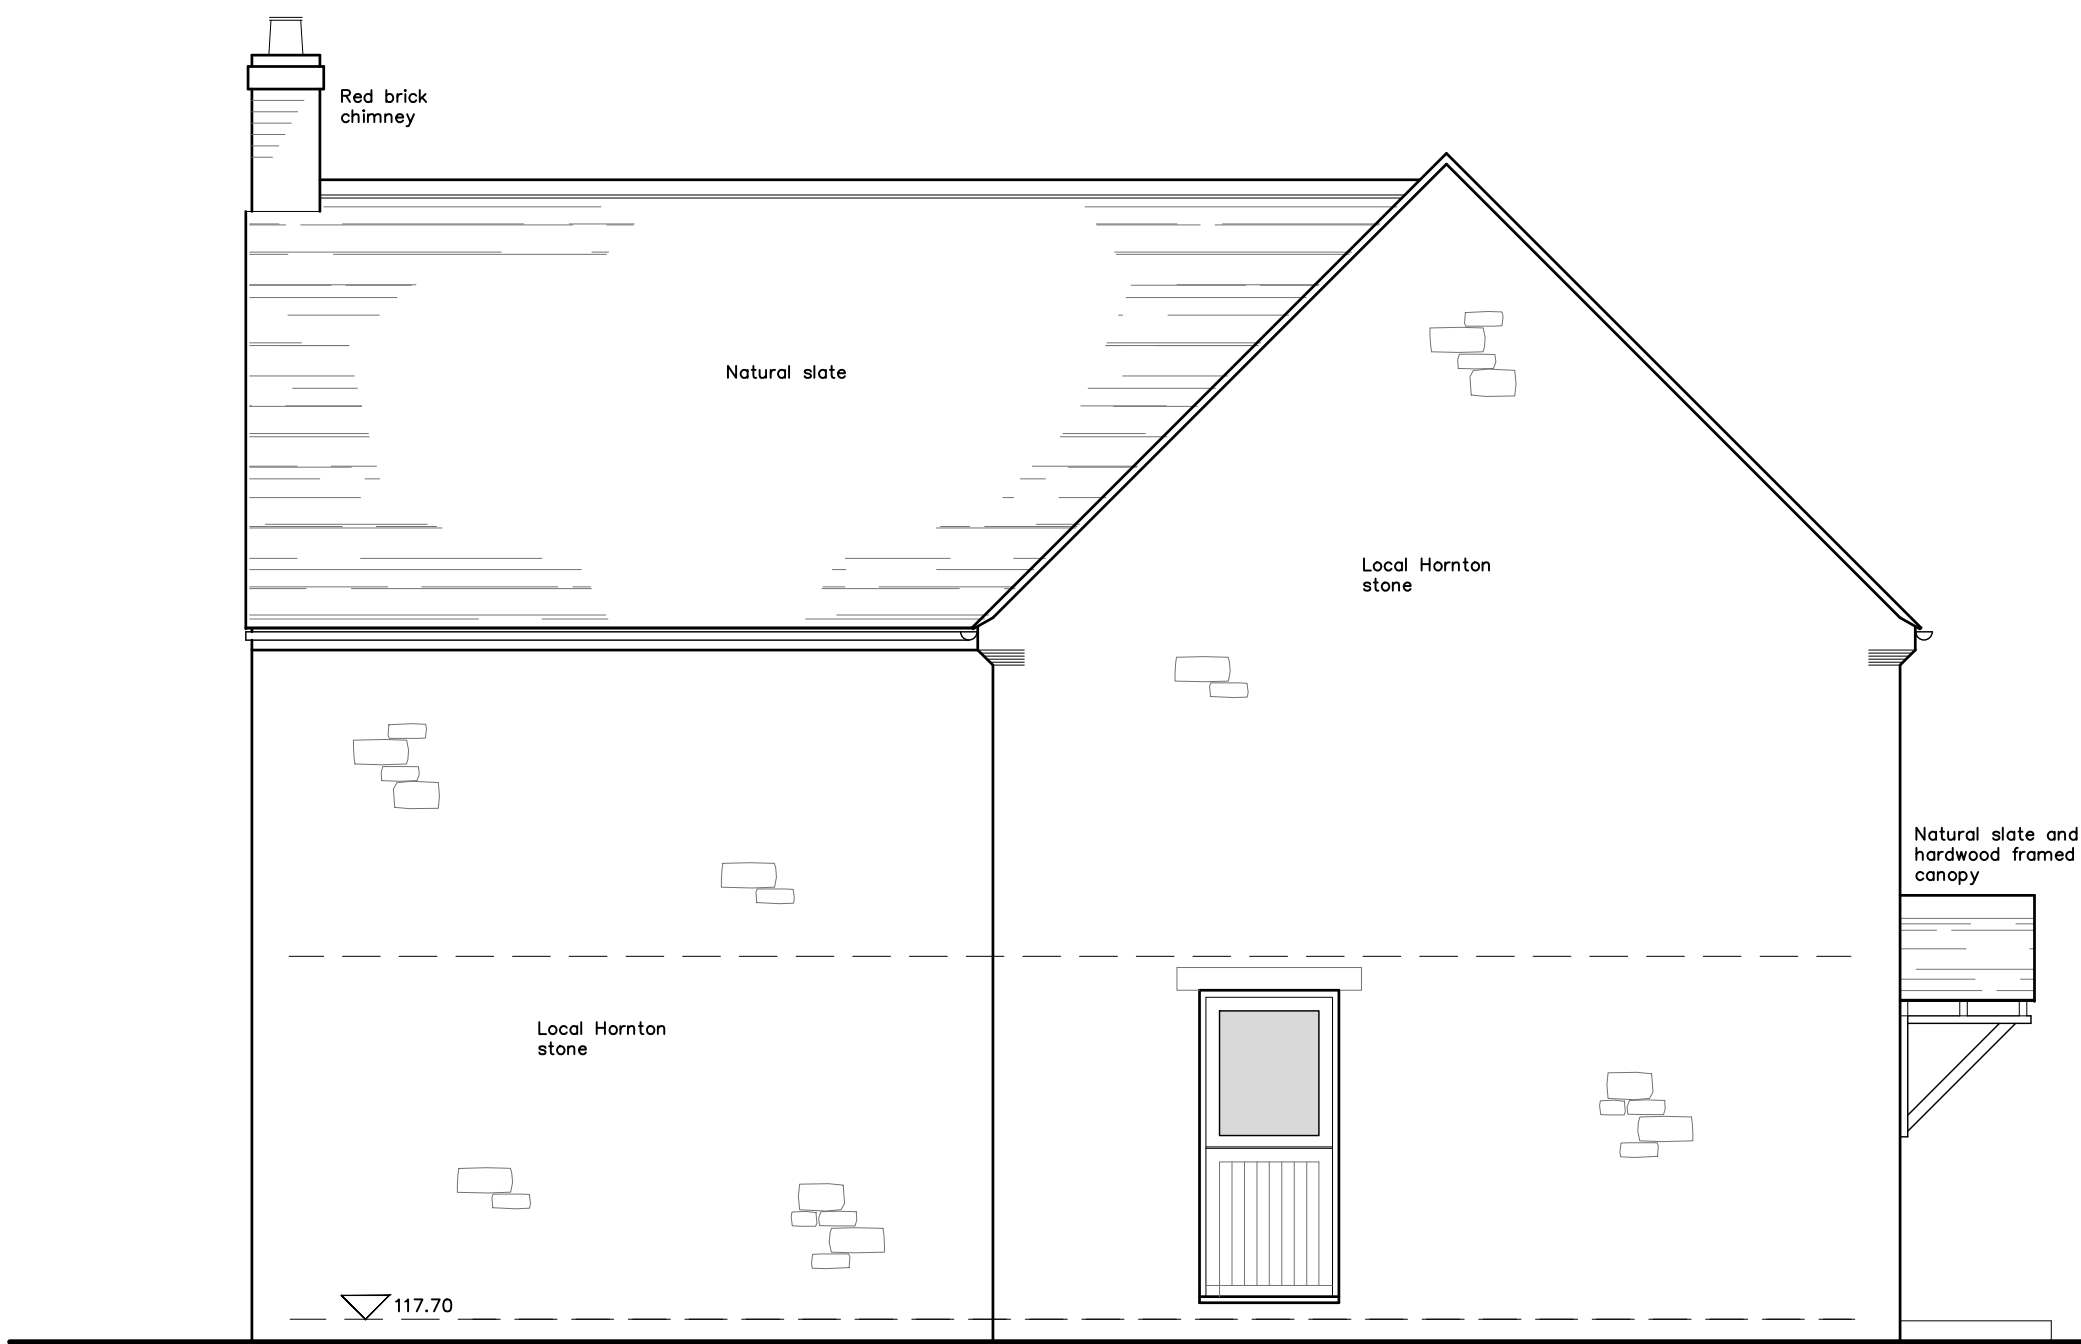 Red brick
chimney
Natural slate
Local Hornton
stone
Natural slate and
hardwood framed
canopy
Local Hornton
stone
117.70